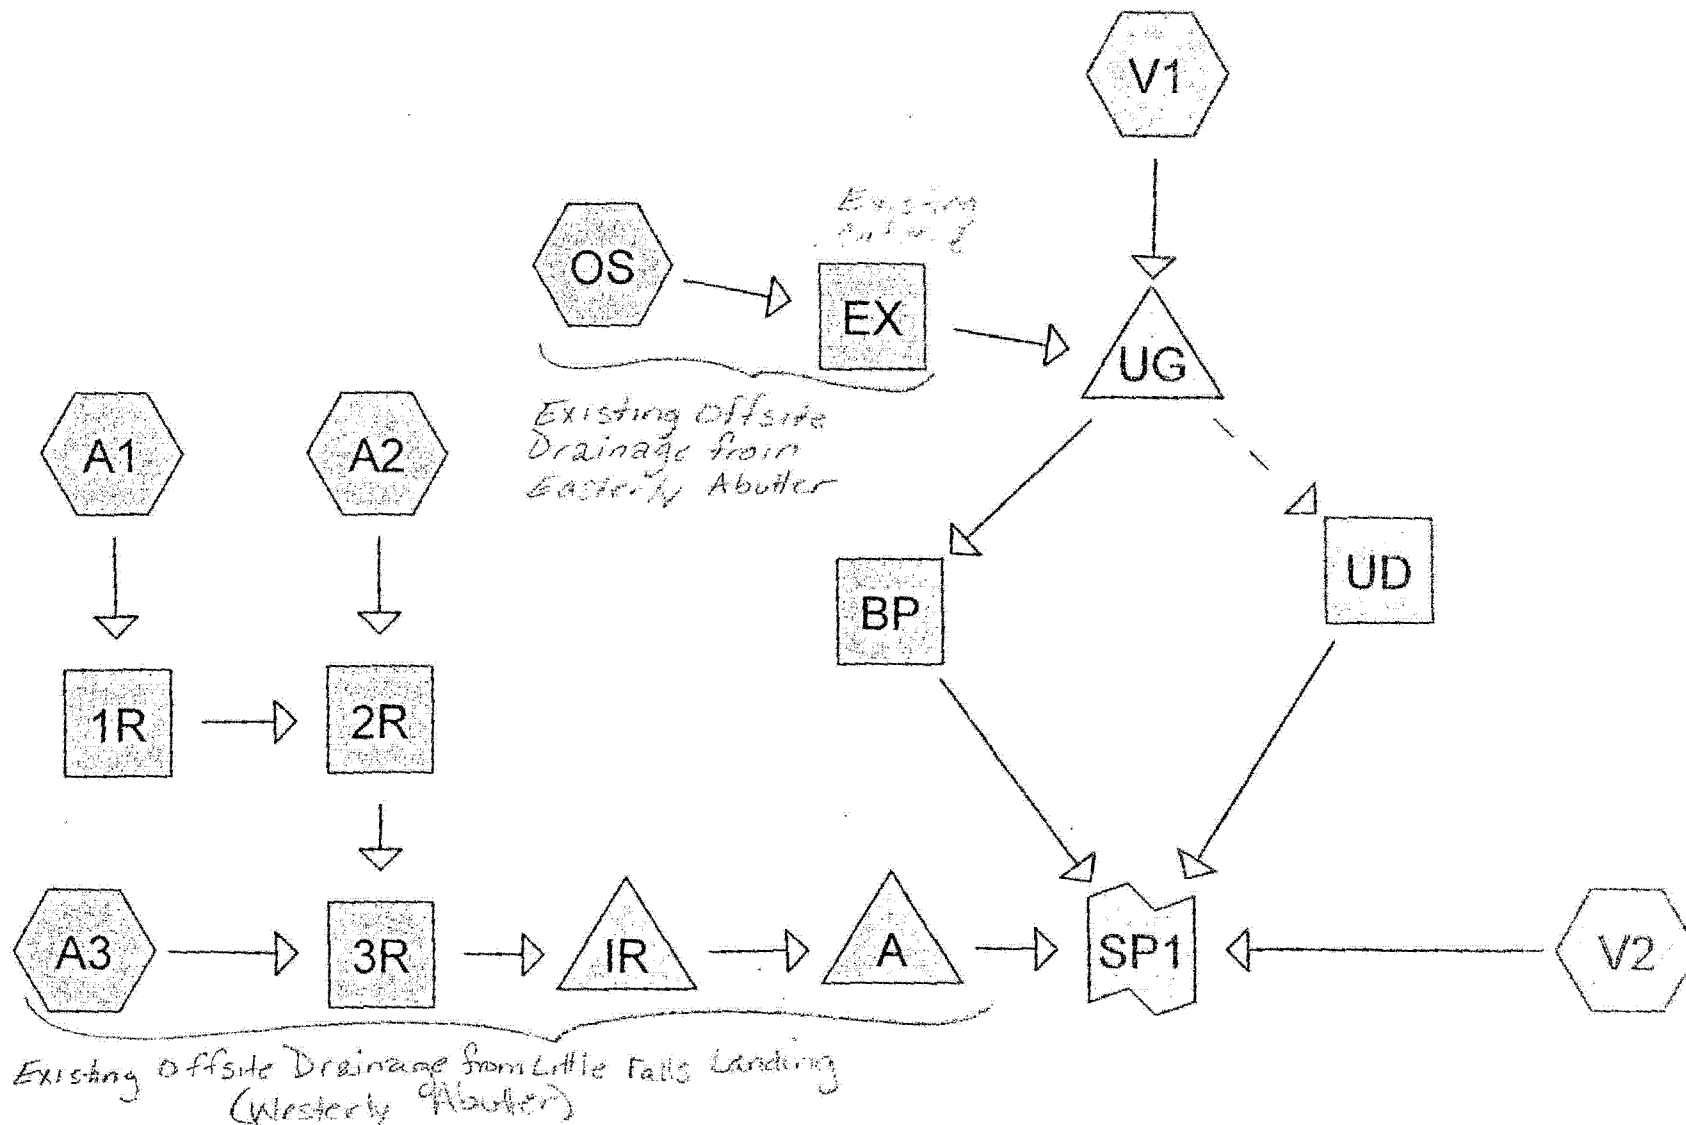 V1
Existing
OS
EX
UG
Existing Offsite
Drainage from
Easterly Abutter
A1
A2
BP
UD
1R
2R
A3
3R
IR
A
SP1
V2
Existing Offsite Drainage from Little Falls Landing
(Westerly Abutter)